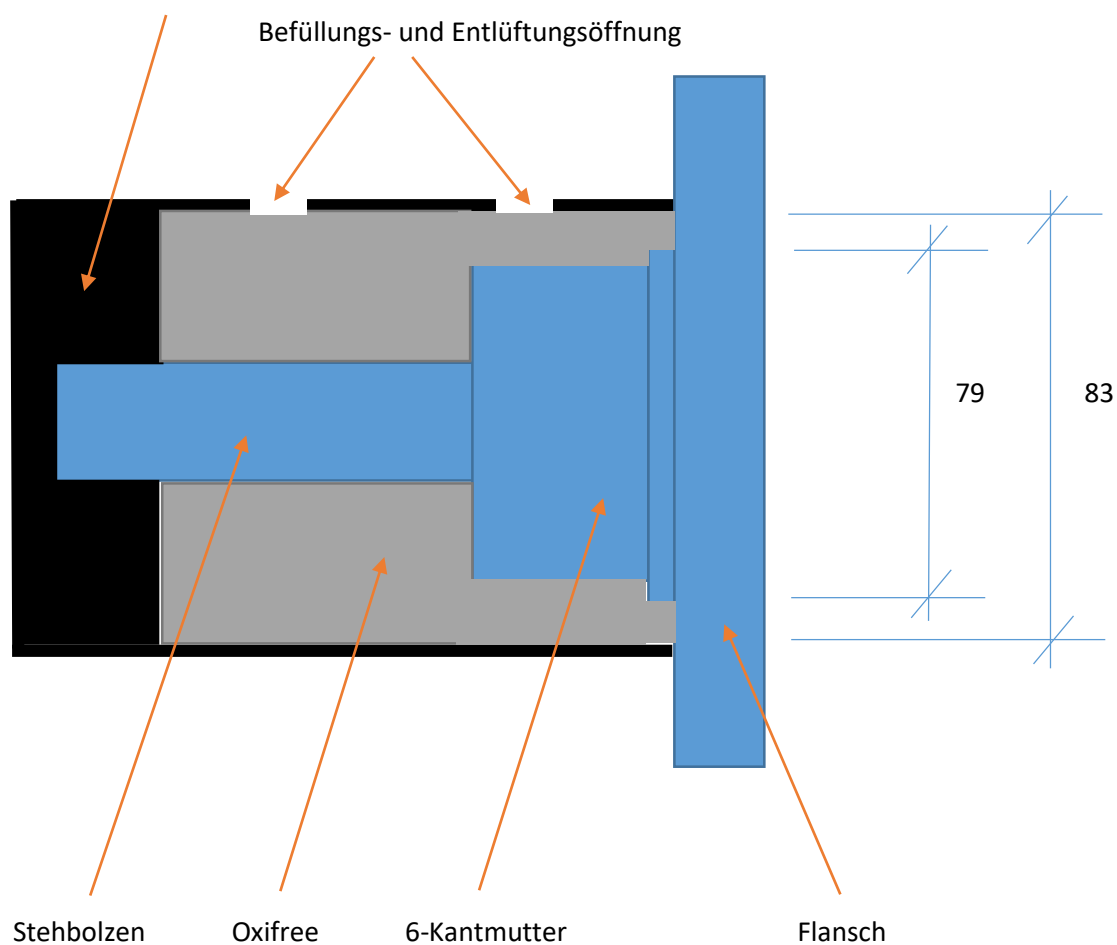 Befüllungs- und Entlüftungsöffnung
79
83
Stehbolzen
Oxifree
6-Kantmutter
Flansch